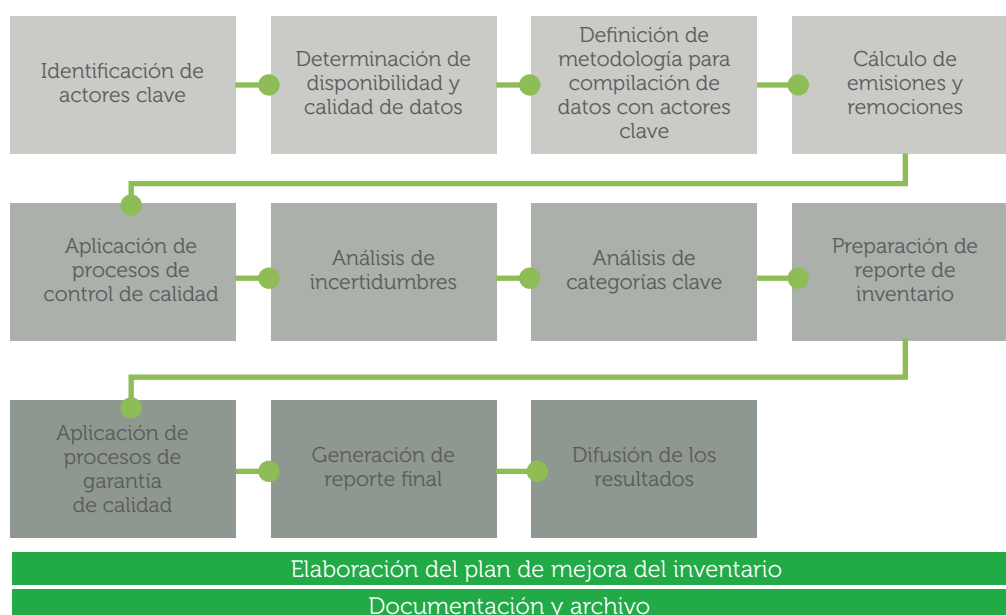 Identificación de
actores clave
Determinación de
disponibilidad y
calidad de datos
Definición de
metodología para
compilación de
datos con actores
clave
Cálculo de
emisiones y
remociones
Aplicación de
procesos de
control de calidad
Análisis de
incertidumbres
Análisis de
categorías clave
Preparación de
reporte de
inventario
Aplicación de
procesos de
garantía
de calidad
Generación de
reporte final
Difusión de los
resultados
Elaboración del plan de mejora del inventario
Documentación y archivo